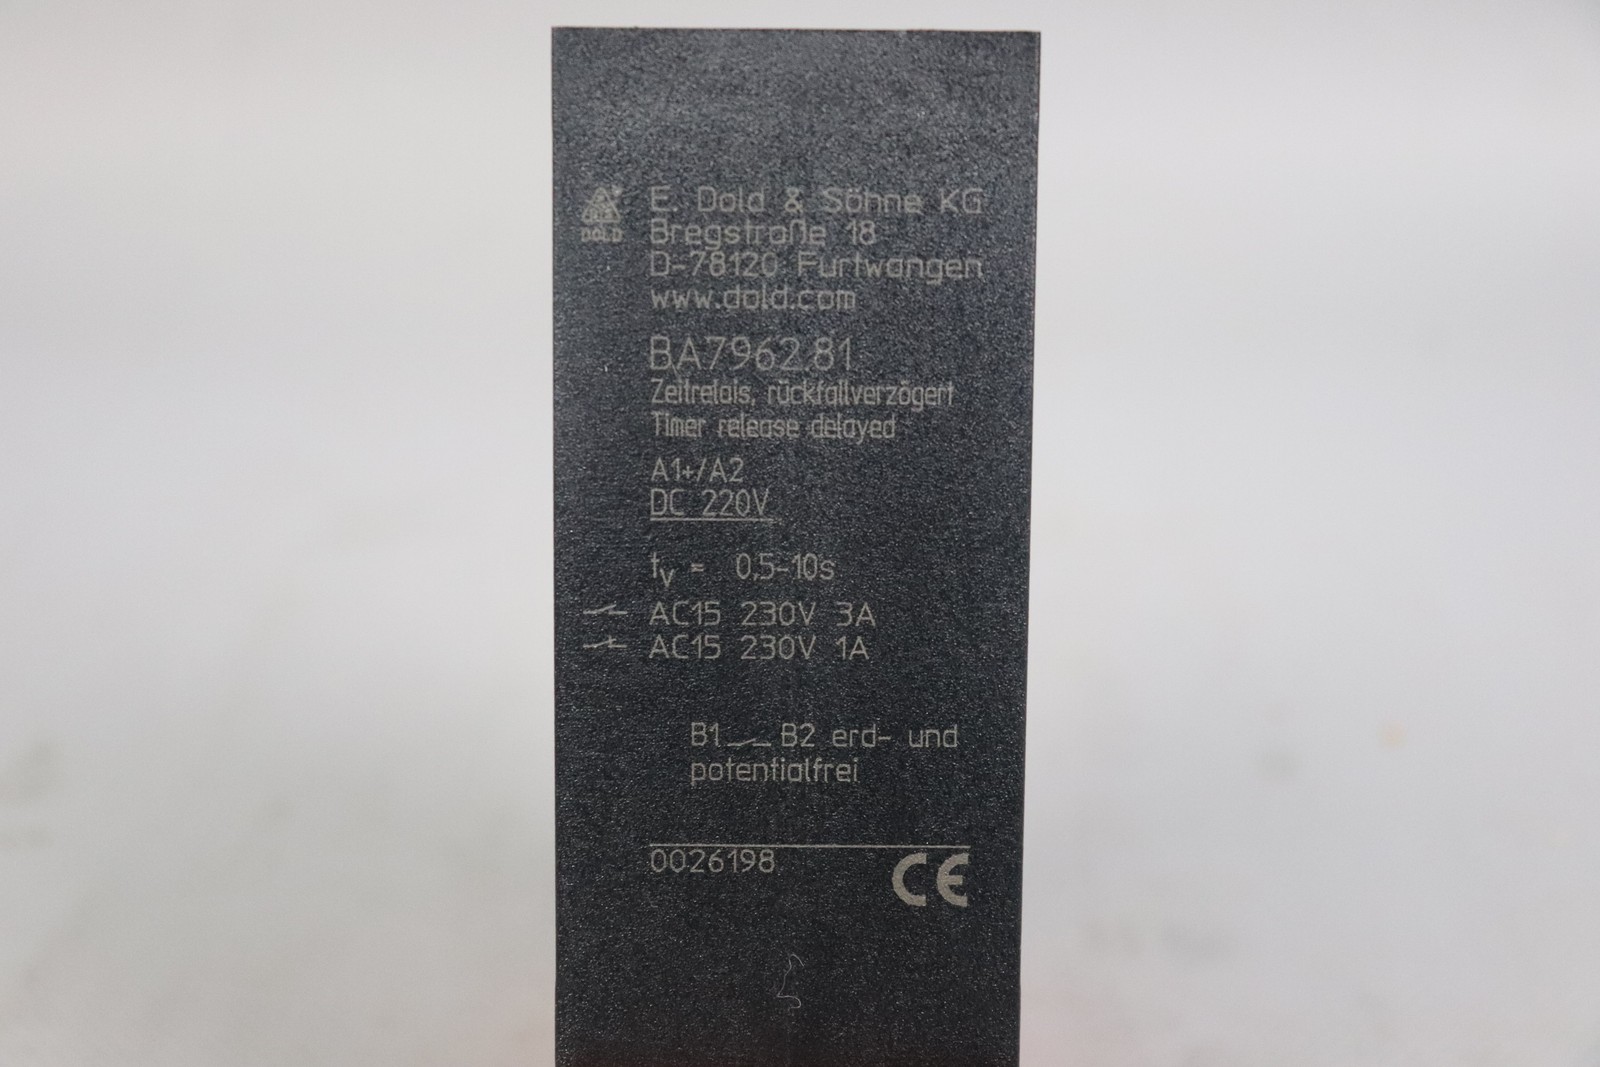 DOLD
E. Dold & Söhne KG
Bregstraße 18
D-78120 Furtwangen
www.dold.com
BA7962.81
Zeitrelais, rückfallverzögert
Timer release delayed
A1+/A2
DC 220V
tv = 0,5-10s
AC15 230V 3A
AC15 230V 1A
B1 B2 erd- und
potentialfrei
0026198
CE